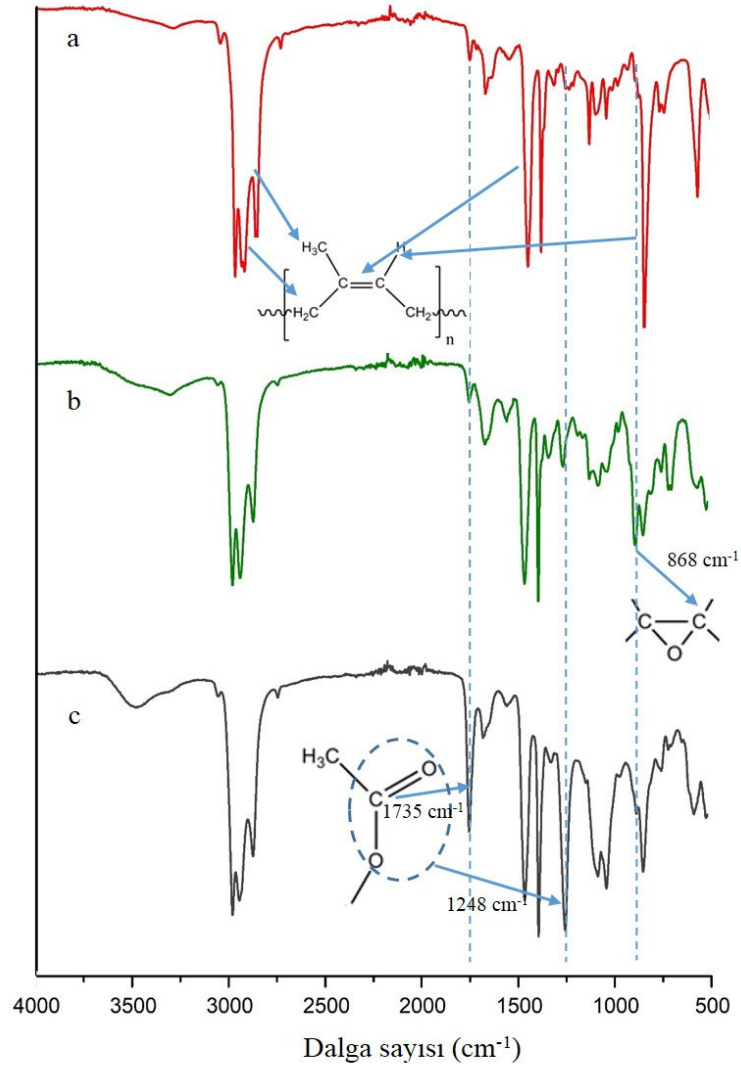 a
H₃C
H
C
C
H₂C
CH₂
n
b
868 cm⁻¹
C
C
O
c
H₃C
O
C
1735 cm⁻¹
O
1248 cm⁻¹
4000 3500 3000 2500 2000 1500 1000 500
Dalga sayısı (cm⁻¹)